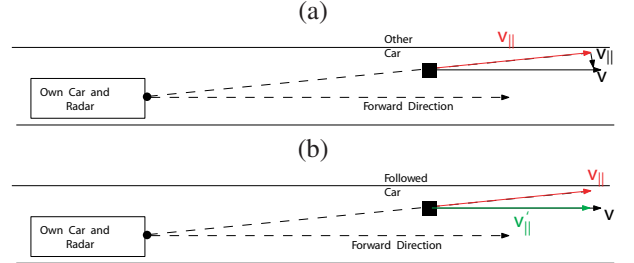 (a)
Other
Car
V||
V||
V
Own Car and
Radar
Forward Direction
(b)
Followed
Car
V||
V'||
V
Own Car and
Radar
Forward Direction